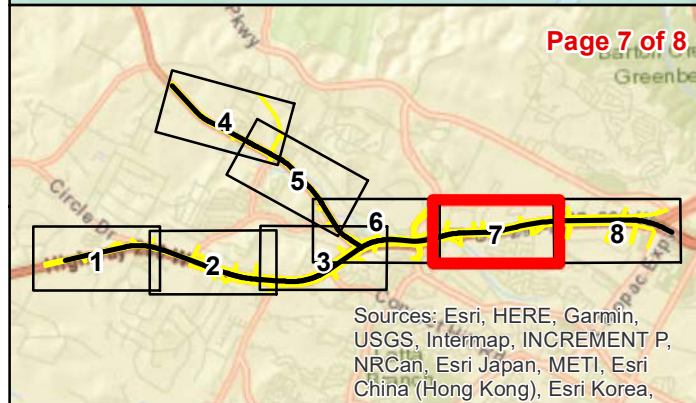 Pkwy
Page 7 of 8
Greenbe
4
5
Circle Dr
6
7
8
1
2
3
Sources: Esri, HERE, Garmin,
USGS, Intermap, INCREMENT P,
NRCan, Esri Japan, METI, Esri
China (Hong Kong), Esri Korea,